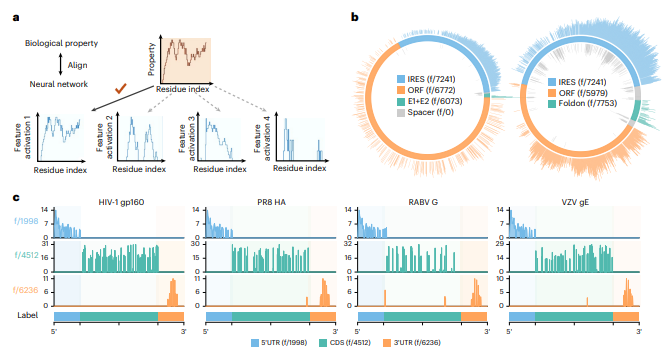 a
Biological property
Align
Neural network
Property
Residue index
Feature activation 1
Residue index
Feature activation 2
Residue index
Feature activation 3
Residue index
Feature activation 4
Residue index
b
IRES (f/7241)
ORF (f/6772)
E1+E2 (f/6073)
Spacer (f/0)
IRES (f/7241)
ORF (f/5979)
Foldon (f/7753)
c
HIV-1 gp160
PR8 HA
RABV G
VZV gE
f/1998
14
7
0
14
7
0
14
7
0
14
7
0
f/4512
31
16
0
30
15
0
32
16
0
29
14
0
f/6236
11
6
0
11
6
0
11
6
0
10
5
0
Label
5' 3'
5' 3'
5' 3'
5' 3'
5'UTR (f/1998)
CDS (f/4512)
3'UTR (f/6236)